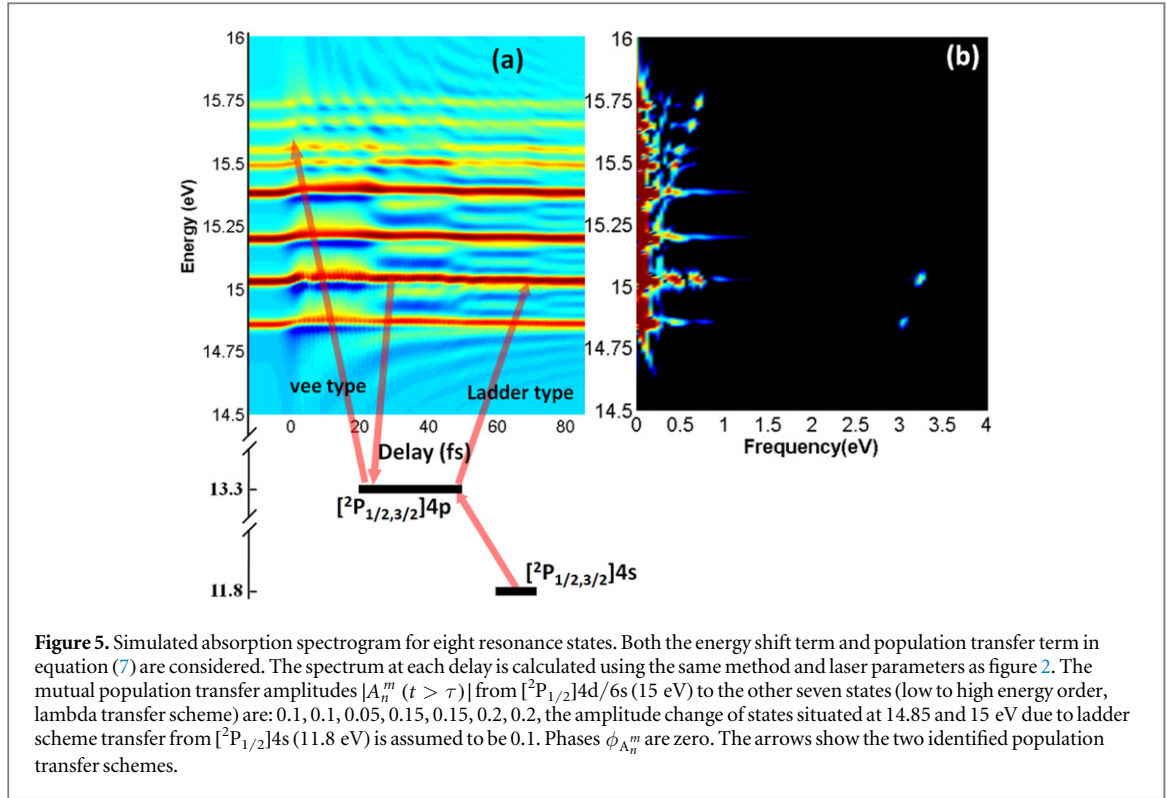 (a)
(b)
16
15.75
15.5
15.25
15
14.75
14.5
Energy (eV)
vee type
Ladder type
0
20
40
60
80
Delay (fs)
16
15.75
15.5
15.25
15
14.75
14.5
0
0.5
1
1.5
2
2.5
3
3.5
4
Frequency(eV)
13.3
[²P₁/₂,₃/₂]4p
[²P₁/₂,₃/₂]4s
11.8
Figure 5. Simulated absorption spectrogram for eight resonance states. Both the energy shift term and population transfer term in
equation (7) are considered. The spectrum at each delay is calculated using the same method and laser parameters as figure 2. The
mutual population transfer amplitudes |Aₙᵐ (t > τ)| from [²P₁/₂]4d/6s (15 eV) to the other seven states (low to high energy order,
lambda transfer scheme) are: 0.1, 0.1, 0.05, 0.15, 0.15, 0.2, 0.2, the amplitude change of states situated at 14.85 and 15 eV due to ladder
scheme transfer from [²P₁/₂]4s (11.8 eV) is assumed to be 0.1. Phases ϕ_Aₙᵐ are zero. The arrows show the two identified population
transfer schemes.